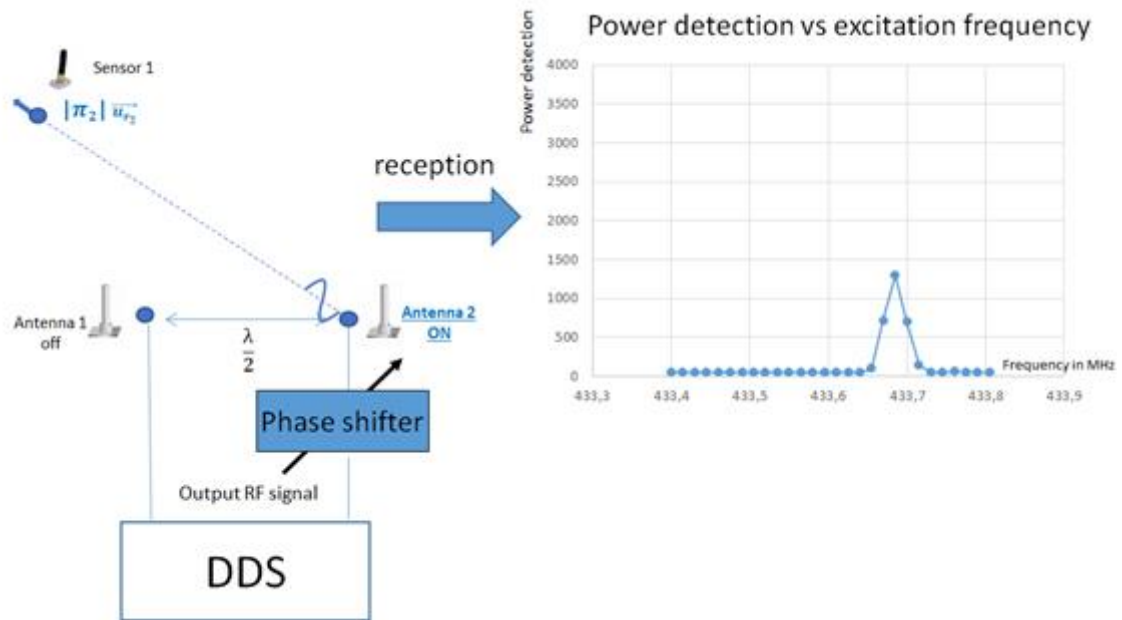 Power detection vs excitation frequency
Sensor 1
|π₂| u_r₂
reception
Power detection
4000
3500
3000
2500
2000
1500
1000
500
0
433,3 433,4 433,5 433,6 433,7 433,8 433,9
Frequency in MHz
Antenna 1
off
λ
2
Antenna 2
ON
Phase shifter
Output RF signal
DDS